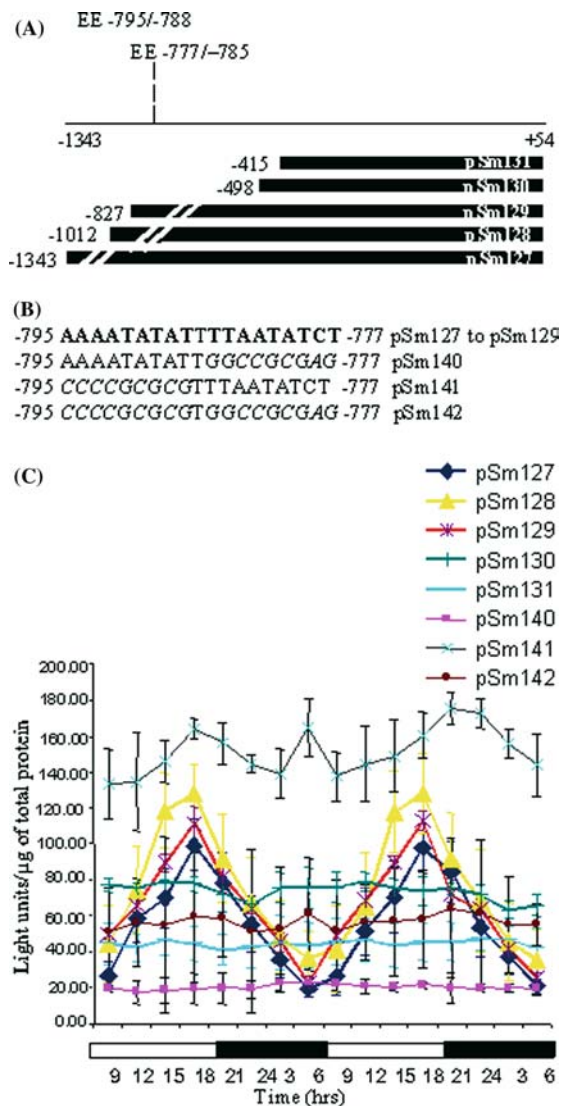 (A)
EE -795/-788
EE -777/–785
-1343 +54
-415 pSm131
-498 pSm130
-827 pSm129
-1012 pSm128
-1343 pSm127
(B)
-795 AAAATATATTTTAATATCT -777 pSm127 to pSm129
-795 AAAATATATTGGCCGCGAG -777 pSm140
-795 CCCCGCGCGTTTAATATCT -777 pSm141
-795 CCCCGCGCGTGGCCGCGAG -777 pSm142
(C)
pSm127
pSm128
pSm129
pSm130
pSm131
pSm140
pSm141
pSm142
Light units/µg of total protein
200.00
180.00
160.00
140.00
120.00
100.00
80.00
60.00
40.00
20.00
0.00
9 12 15 18 21 24 3 6 9 12 15 18 21 24 3 6
Time (hrs)